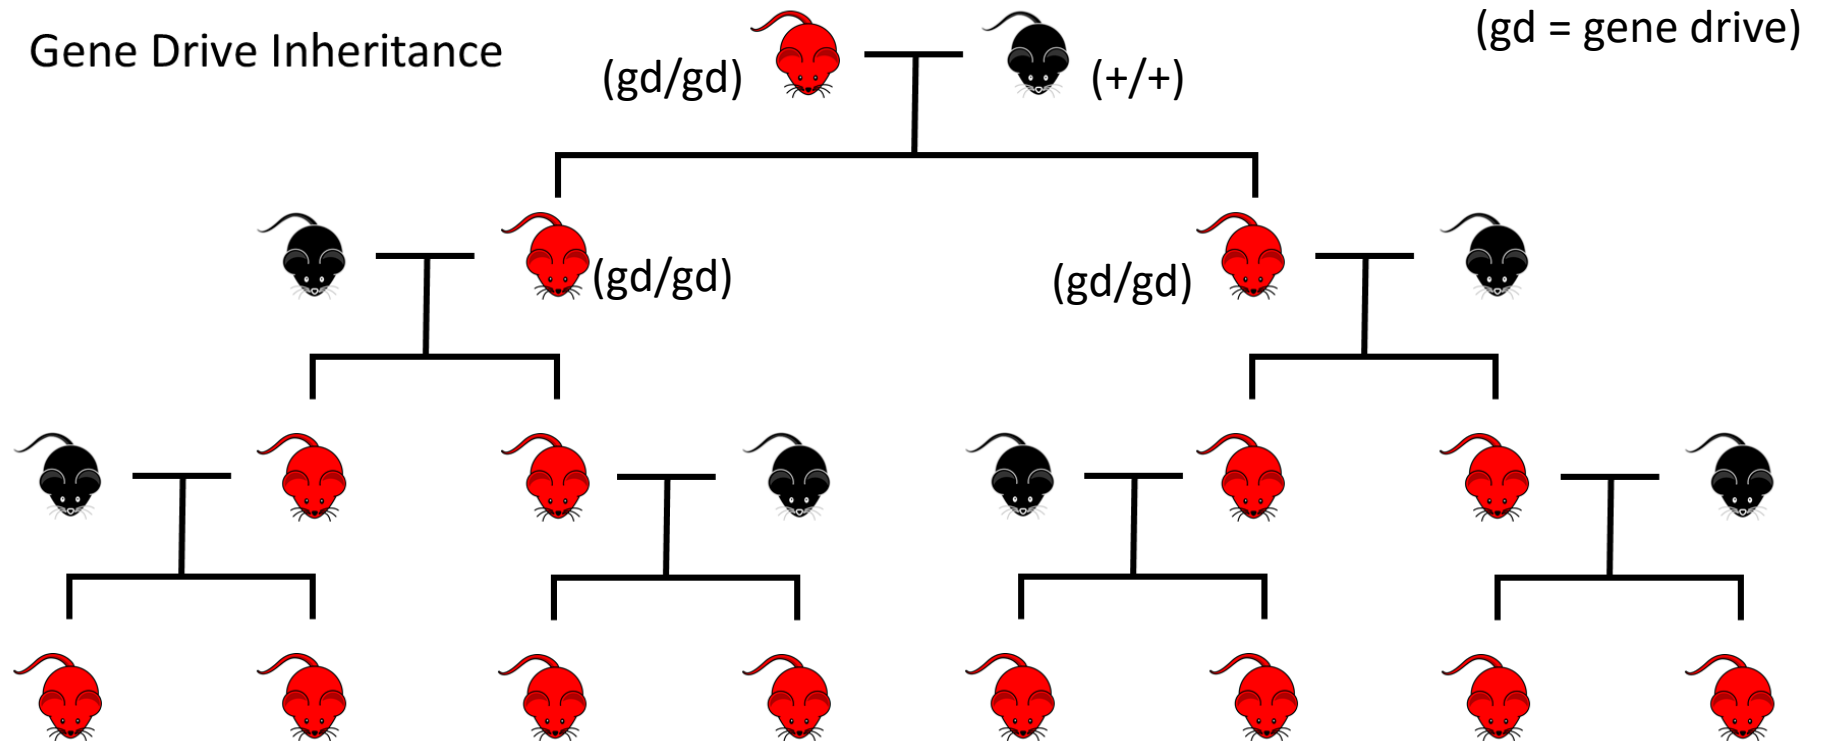 Gene Drive Inheritance
(gd = gene drive)
(gd/gd)
(+/+)
(gd/gd)
(gd/gd)